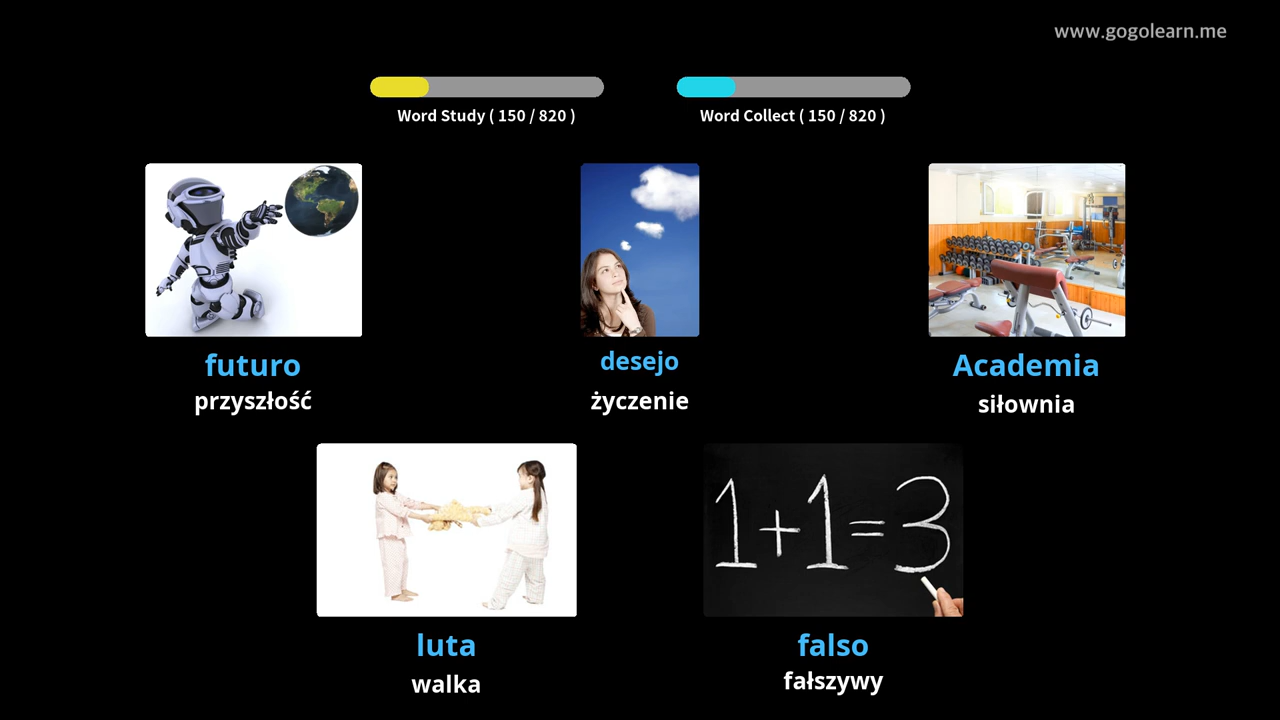 www.gogolearn.me
Word Study ( 150 / 820 )
Word Collect ( 150 / 820 )
futuro
przyszłość
desejo
życzenie
Academia
siłownia
1+1=3
luta
walka
falso
fałszywy